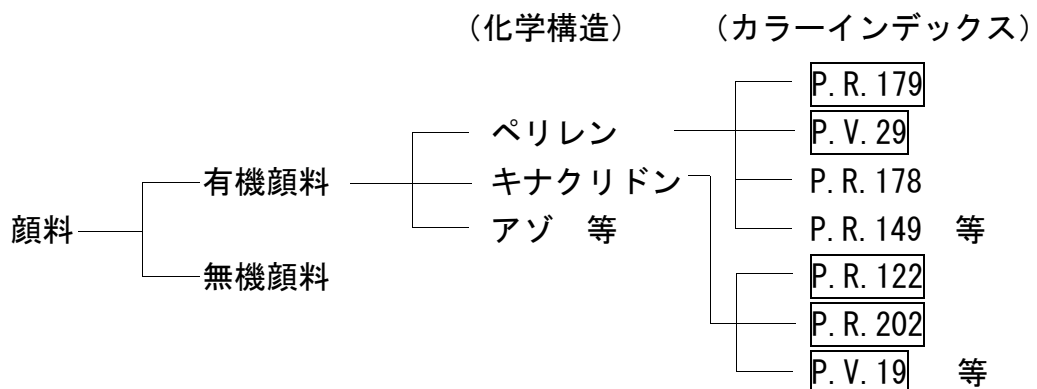 （化学構造） （カラーインデックス）
P.R.179
ペリレン P.V.29
有機顔料 キナクリドン P.R.178
顔料 アゾ 等 P.R.149 等
無機顔料 P.R.122
P.R.202
P.V.19 等